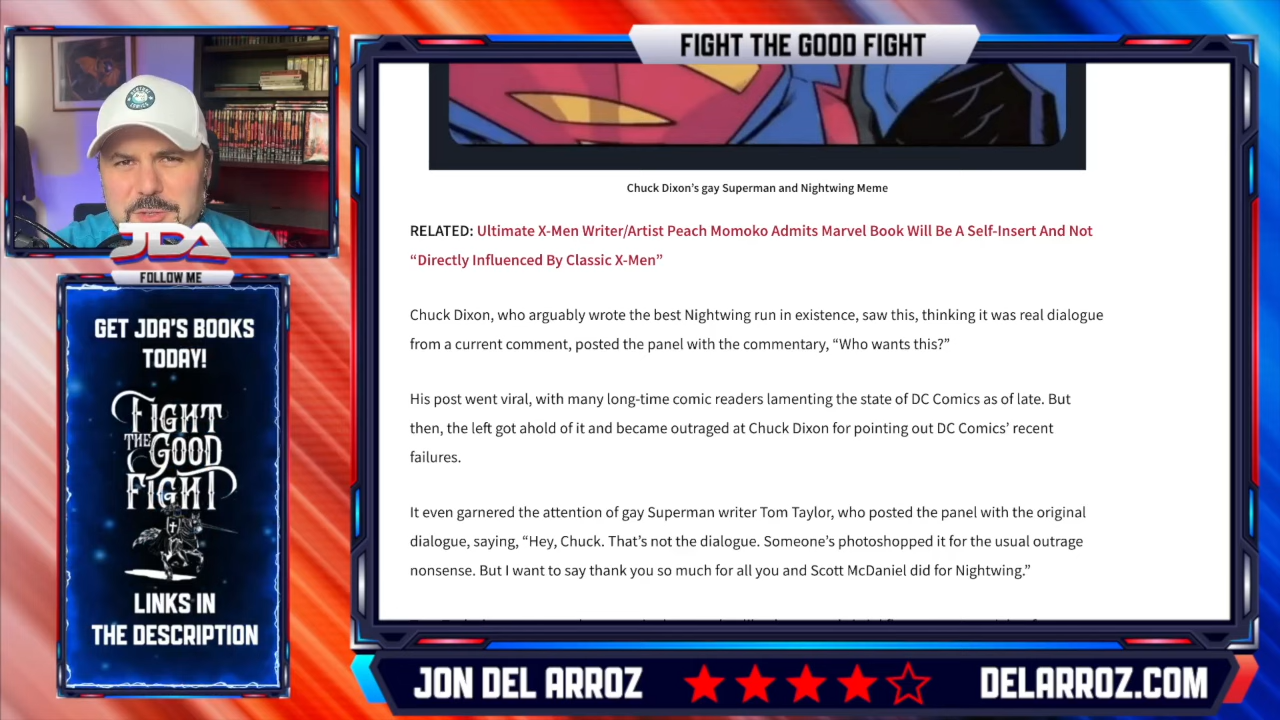 FIGHT THE GOOD FIGHT
JDA
FOLLOW ME
GET JDA'S BOOKS
TODAY!
FIGHT
THE GOOD
FIGHT
LINKS IN
THE DESCRIPTION
Chuck Dixon’s gay Superman and Nightwing Meme
RELATED: Ultimate X-Men Writer/Artist Peach Momoko Admits Marvel Book Will Be A Self-Insert And Not
“Directly Influenced By Classic X-Men”
Chuck Dixon, who arguably wrote the best Nightwing run in existence, saw this, thinking it was real dialogue
from a current comment, posted the panel with the commentary, “Who wants this?”
His post went viral, with many long-time comic readers lamenting the state of DC Comics as of late. But
then, the left got ahold of it and became outraged at Chuck Dixon for pointing out DC Comics’ recent
failures.
It even garnered the attention of gay Superman writer Tom Taylor, who posted the panel with the original
dialogue, saying, “Hey, Chuck. That’s not the dialogue. Someone’s photoshopped it for the usual outrage
nonsense. But I want to say thank you so much for all you and Scott McDaniel did for Nightwing.”
JON DEL ARROZ
DELARROZ.COM